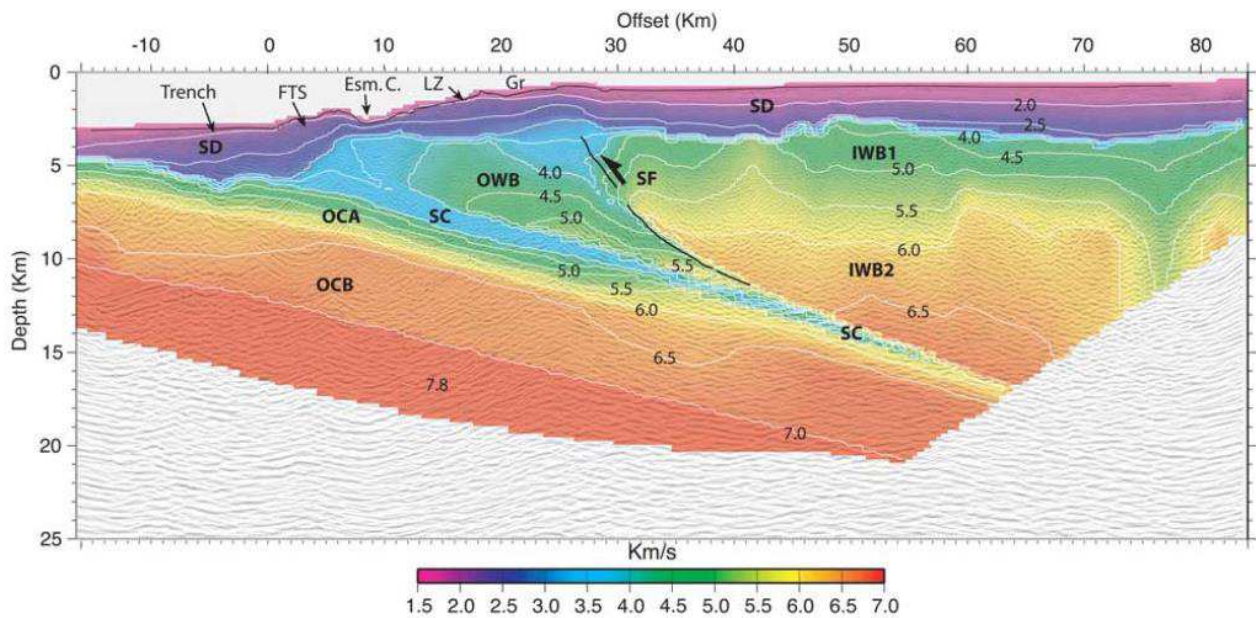 Offset (Km)
-10 0 10 20 30 40 50 60 70 80
0
5
10
15
20
25
Depth (Km)
Trench
FTS
Esm. C.
LZ
Gr
SD
SD
2.0
2.5
4.0
4.5
IWB1
5.0
OWB
4.0
4.5
5.0
SF
5.5
6.0
OCA
SC
5.0
5.5
5.5
6.0
IWB2
OCB
6.5
SC
6.5
7.8
7.0
Km/s
1.5 2.0 2.5 3.0 3.5 4.0 4.5 5.0 5.5 6.0 6.5 7.0